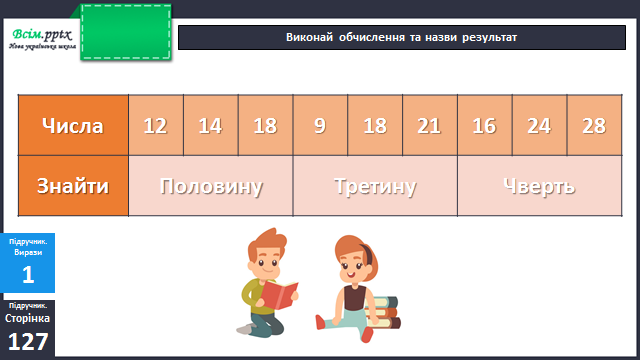 Всім.pptx
Нова українська школа
Виконай обчислення та назви результат
Числа 12 14 18 9 18 21 16 24 28
Знайти Половину Третину Чверть
Підручник.
Вирази
1
Підручник.
Сторінка
127